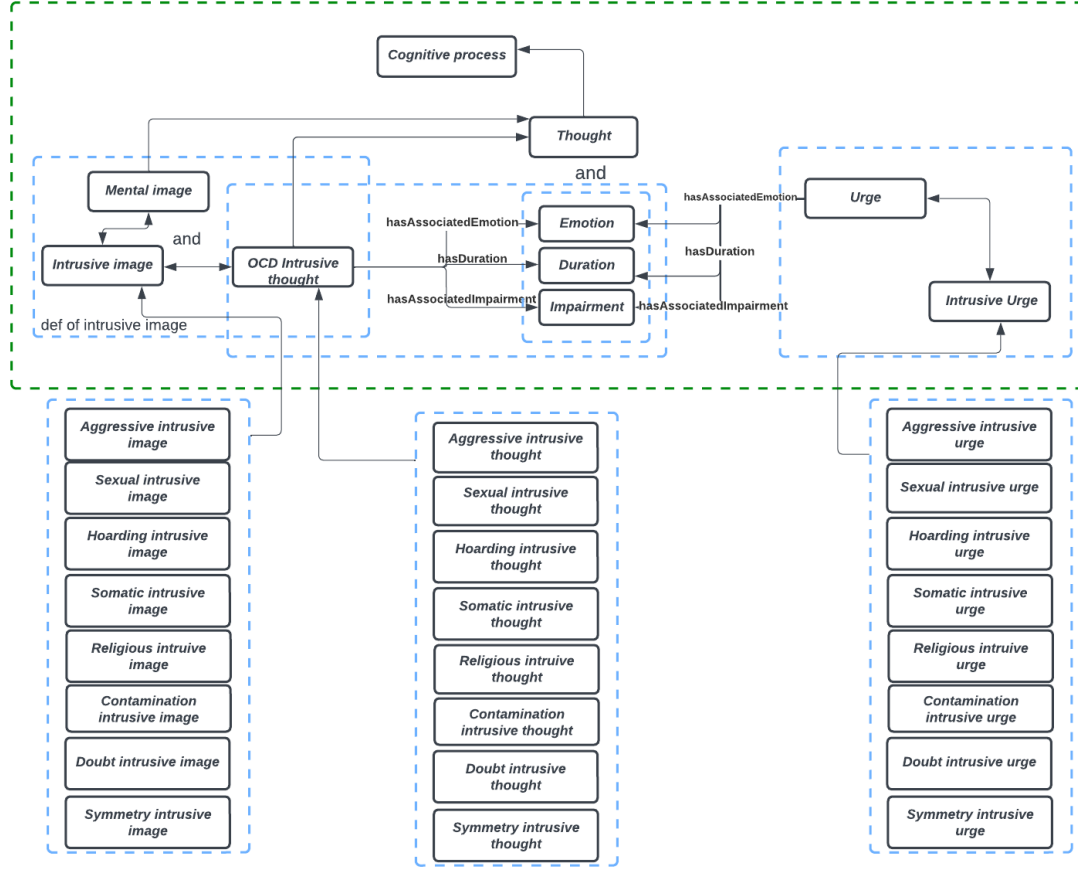 Cognitive process
Thought
and
Mental image
Urge
hasAssociatedEmotion
hasAssociatedEmotion
Emotion
and
hasDuration
hasDuration
Intrusive image
OCD Intrusive
thought
Duration
hasAssociatedImpairment
Impairment
hasAssociatedImpairment
Intrusive Urge
def of intrusive image
Aggressive intrusive
image
Sexual intrusive
image
Hoarding intrusive
image
Somatic intrusive
image
Religious intruive
image
Contamination
intrusive image
Doubt intrusive image
Symmetry intrusive
image
Aggressive intrusive
thought
Sexual intrusive
thought
Hoarding intrusive
thought
Somatic intrusive
thought
Religious intruive
thought
Contamination
intrusive thought
Doubt intrusive
thought
Symmetry intrusive
thought
Aggressive intrusive
urge
Sexual intrusive urge
Hoarding intrusive
urge
Somatic intrusive
urge
Religious intrusive
urge
Contamination
intrusive urge
Doubt intrusive urge
Symmetry intrusive
urge